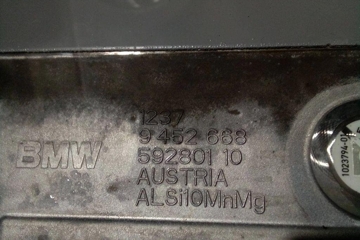 1237
9 452 668
BMW
592801 10
AUSTRIA
ALSi10MnMg